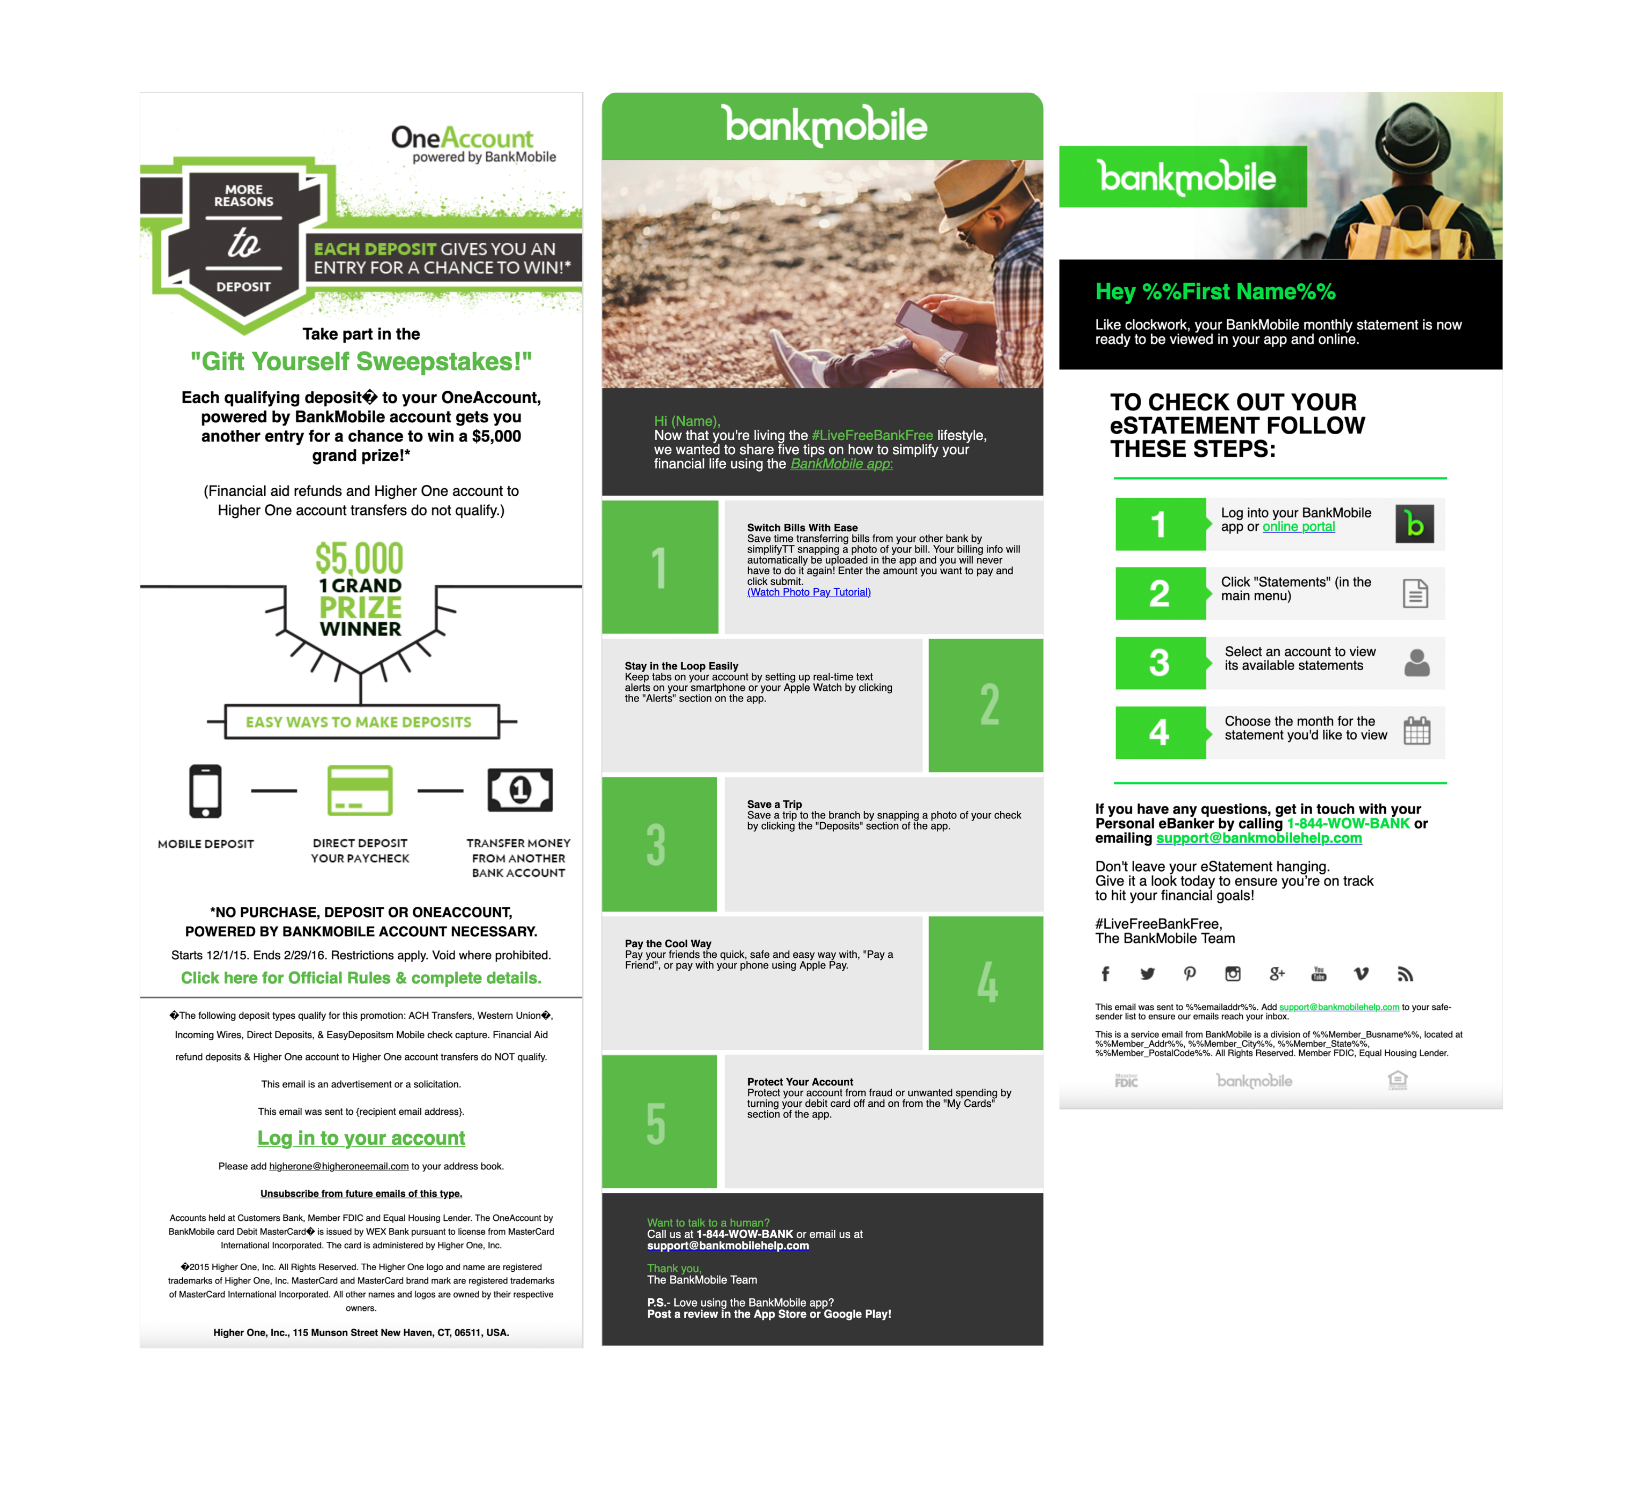 OneAccount
powered by BankMobile
MORE
REASONS
to
DEPOSIT
EACH DEPOSIT GIVES YOU AN
ENTRY FOR A CHANCE TO WIN!*
Take part in the
"Gift Yourself Sweepstakes!"
Each qualifying deposit� to your OneAccount,
powered by BankMobile account gets you
another entry for a chance to win a $5,000
grand prize!*
(Financial aid refunds and Higher One account to
Higher One account transfers do not qualify.)
$5,000
1 GRAND
PRIZE
WINNER
EASY WAYS TO MAKE DEPOSITS
1
MOBILE DEPOSIT
DIRECT DEPOSIT
YOUR PAYCHECK
TRANSFER MONEY
FROM ANOTHER
BANK ACCOUNT
*NO PURCHASE, DEPOSIT OR ONEACCOUNT,
POWERED BY BANKMOBILE ACCOUNT NECESSARY.
Starts 12/1/15. Ends 2/29/16. Restrictions apply. Void where prohibited.
Click here for Official Rules & complete details.
�The following deposit types qualify for this promotion: ACH Transfers, Western Union�,
Incoming Wires, Direct Deposits, & EasyDepositsm Mobile check capture. Financial Aid
refund deposits & Higher One account to Higher One account transfers do NOT qualify.
This email is an advertisement or a solicitation.
This email was sent to {recipient email address}.
Log in to your account
Please add higherone@higheroneemail.com to your address book.
Unsubscribe from future emails of this type.
Accounts held at Customers Bank, Member FDIC and Equal Housing Lender. The OneAccount by
BankMobile card Debit MasterCard� is issued by WEX Bank pursuant to license from MasterCard
International Incorporated. The card is administered by Higher One, Inc.
�2015 Higher One, Inc. All Rights Reserved. The Higher One logo and name are registered
trademarks of Higher One, Inc. MasterCard and MasterCard brand mark are registered trademarks
of MasterCard International Incorporated. All other names and logos are owned by their respective
owners.
Higher One, Inc., 115 Munson Street New Haven, CT, 06511, USA.
bankmobile
Hi (Name),
Now that you're living the #LiveFreeBankFree lifestyle,
we wanted to share five tips on how to simplify your
financial life using the BankMobile app:
1
Switch Bills With Ease
Save time transferring bills from your other bank by
simplifyTT snapping a photo of your bill. Your billing info will
automatically be uploaded in the app and you will never
have to do it again! Enter the amount you want to pay and
click submit.
(Watch Photo Pay Tutorial)
Stay in the Loop Easily
Keep tabs on your account by setting up real-time text
alerts on your smartphone or your Apple Watch by clicking
the "Alerts" section on the app.
2
3
Save a Trip
Save a trip to the branch by snapping a photo of your check
by clicking the "Deposits" section of the app.
Pay the Cool Way
Pay your friends the quick, safe and easy way with, "Pay a
Friend", or pay with your phone using Apple Pay.
4
5
Protect Your Account
Protect your account from fraud or unwanted spending by
turning your debit card off and on from the "My Cards"
section of the app.
Want to talk to a human?
Call us at 1-844-WOW-BANK or email us at
support@bankmobilehelp.com
Thank you,
The BankMobile Team
P.S.- Love using the BankMobile app?
Post a review in the App Store or Google Play!
bankmobile
Hey %%First Name%%
Like clockwork, your BankMobile monthly statement is now
ready to be viewed in your app and online.
TO CHECK OUT YOUR
eSTATEMENT FOLLOW
THESE STEPS:
1
Log into your BankMobile
app or online portal
b
2
Click "Statements" (in the
main menu)
3
Select an account to view
its available statements
4
Choose the month for the
statement you'd like to view
If you have any questions, get in touch with your
Personal eBanker by calling 1-844-WOW-BANK or
emailing support@bankmobilehelp.com
Don't leave your eStatement hanging.
Give it a look today to ensure you're on track
to hit your financial goals!
#LiveFreeBankFree,
The BankMobile Team
f g+ You Tube v
This email was sent to %%emailaddr%%. Add support@bankmobilehelp.com to your safe-
sender list to ensure our emails reach your inbox.
This is a service email from BankMobile is a division of %%Member_Busname%%, located at
%%Member_Addr%%, %%Member_City%%, %%Member_State%%,
%%Member_PostalCode%%. All Rights Reserved. Member FDIC, Equal Housing Lender.
Member
FDIC
bankmobile